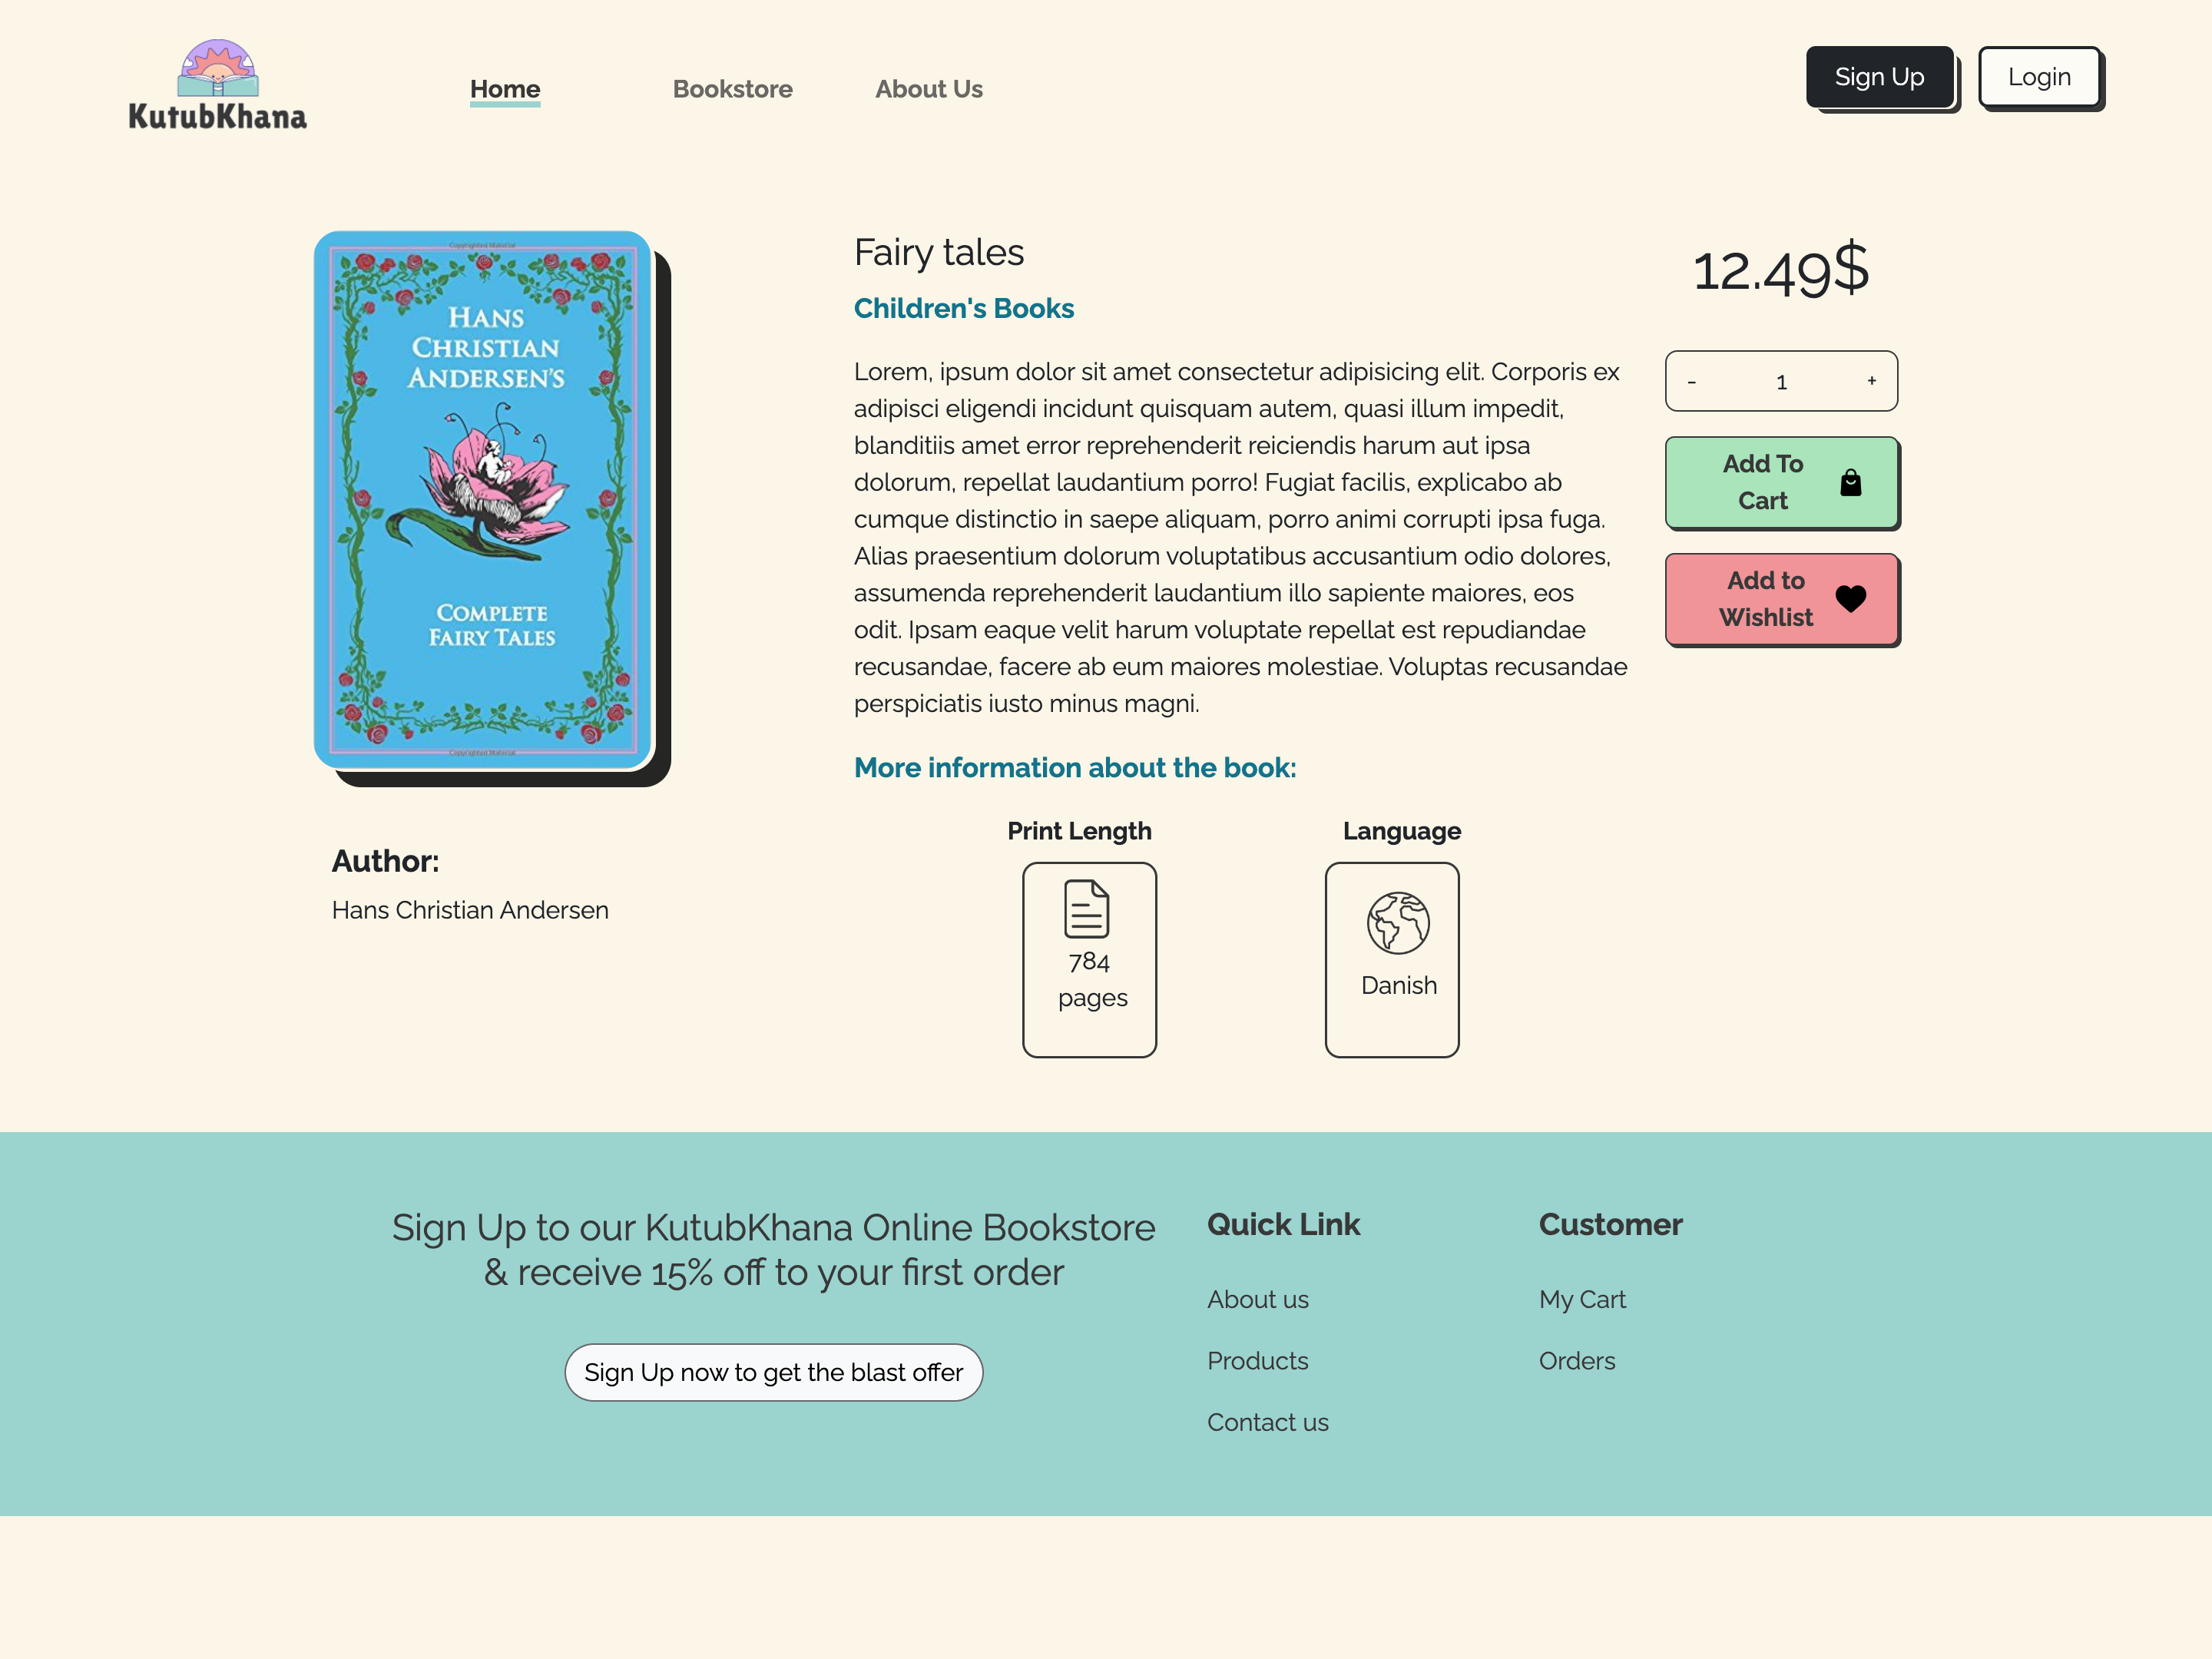 KutubKhana
Home
Bookstore
About Us
Sign Up
Login
Copyrighted Material
HANS
CHRISTIAN
ANDERSEN'S
COMPLETE
FAIRY TALES
Copyrighted Material
Author:
Hans Christian Andersen
Fairy tales
Children's Books
Lorem, ipsum dolor sit amet consectetur adipisicing elit. Corporis ex
adipisci eligendi incidunt quisquam autem, quasi illum impedit,
blanditiis amet error reprehenderit reiciendis harum aut ipsa
dolorum, repellat laudantium porro! Fugiat facilis, explicabo ab
cumque distinctio in saepe aliquam, porro animi corrupti ipsa fuga.
Alias praesentium dolorum voluptatibus accusantium odio dolores,
assumenda reprehenderit laudantium illo sapiente maiores, eos
odit. Ipsam eaque velit harum voluptate repellat est repudiandae
recusandae, facere ab eum maiores molestiae. Voluptas recusandae
perspiciatis iusto minus magni.
More information about the book:
Print Length
784
pages
Language
Danish
12.49$
- 1 +
Add To
Cart
Add to
Wishlist
Sign Up to our KutubKhana Online Bookstore
& receive 15% off to your first order
Sign Up now to get the blast offer
Quick Link
About us
Products
Contact us
Customer
My Cart
Orders